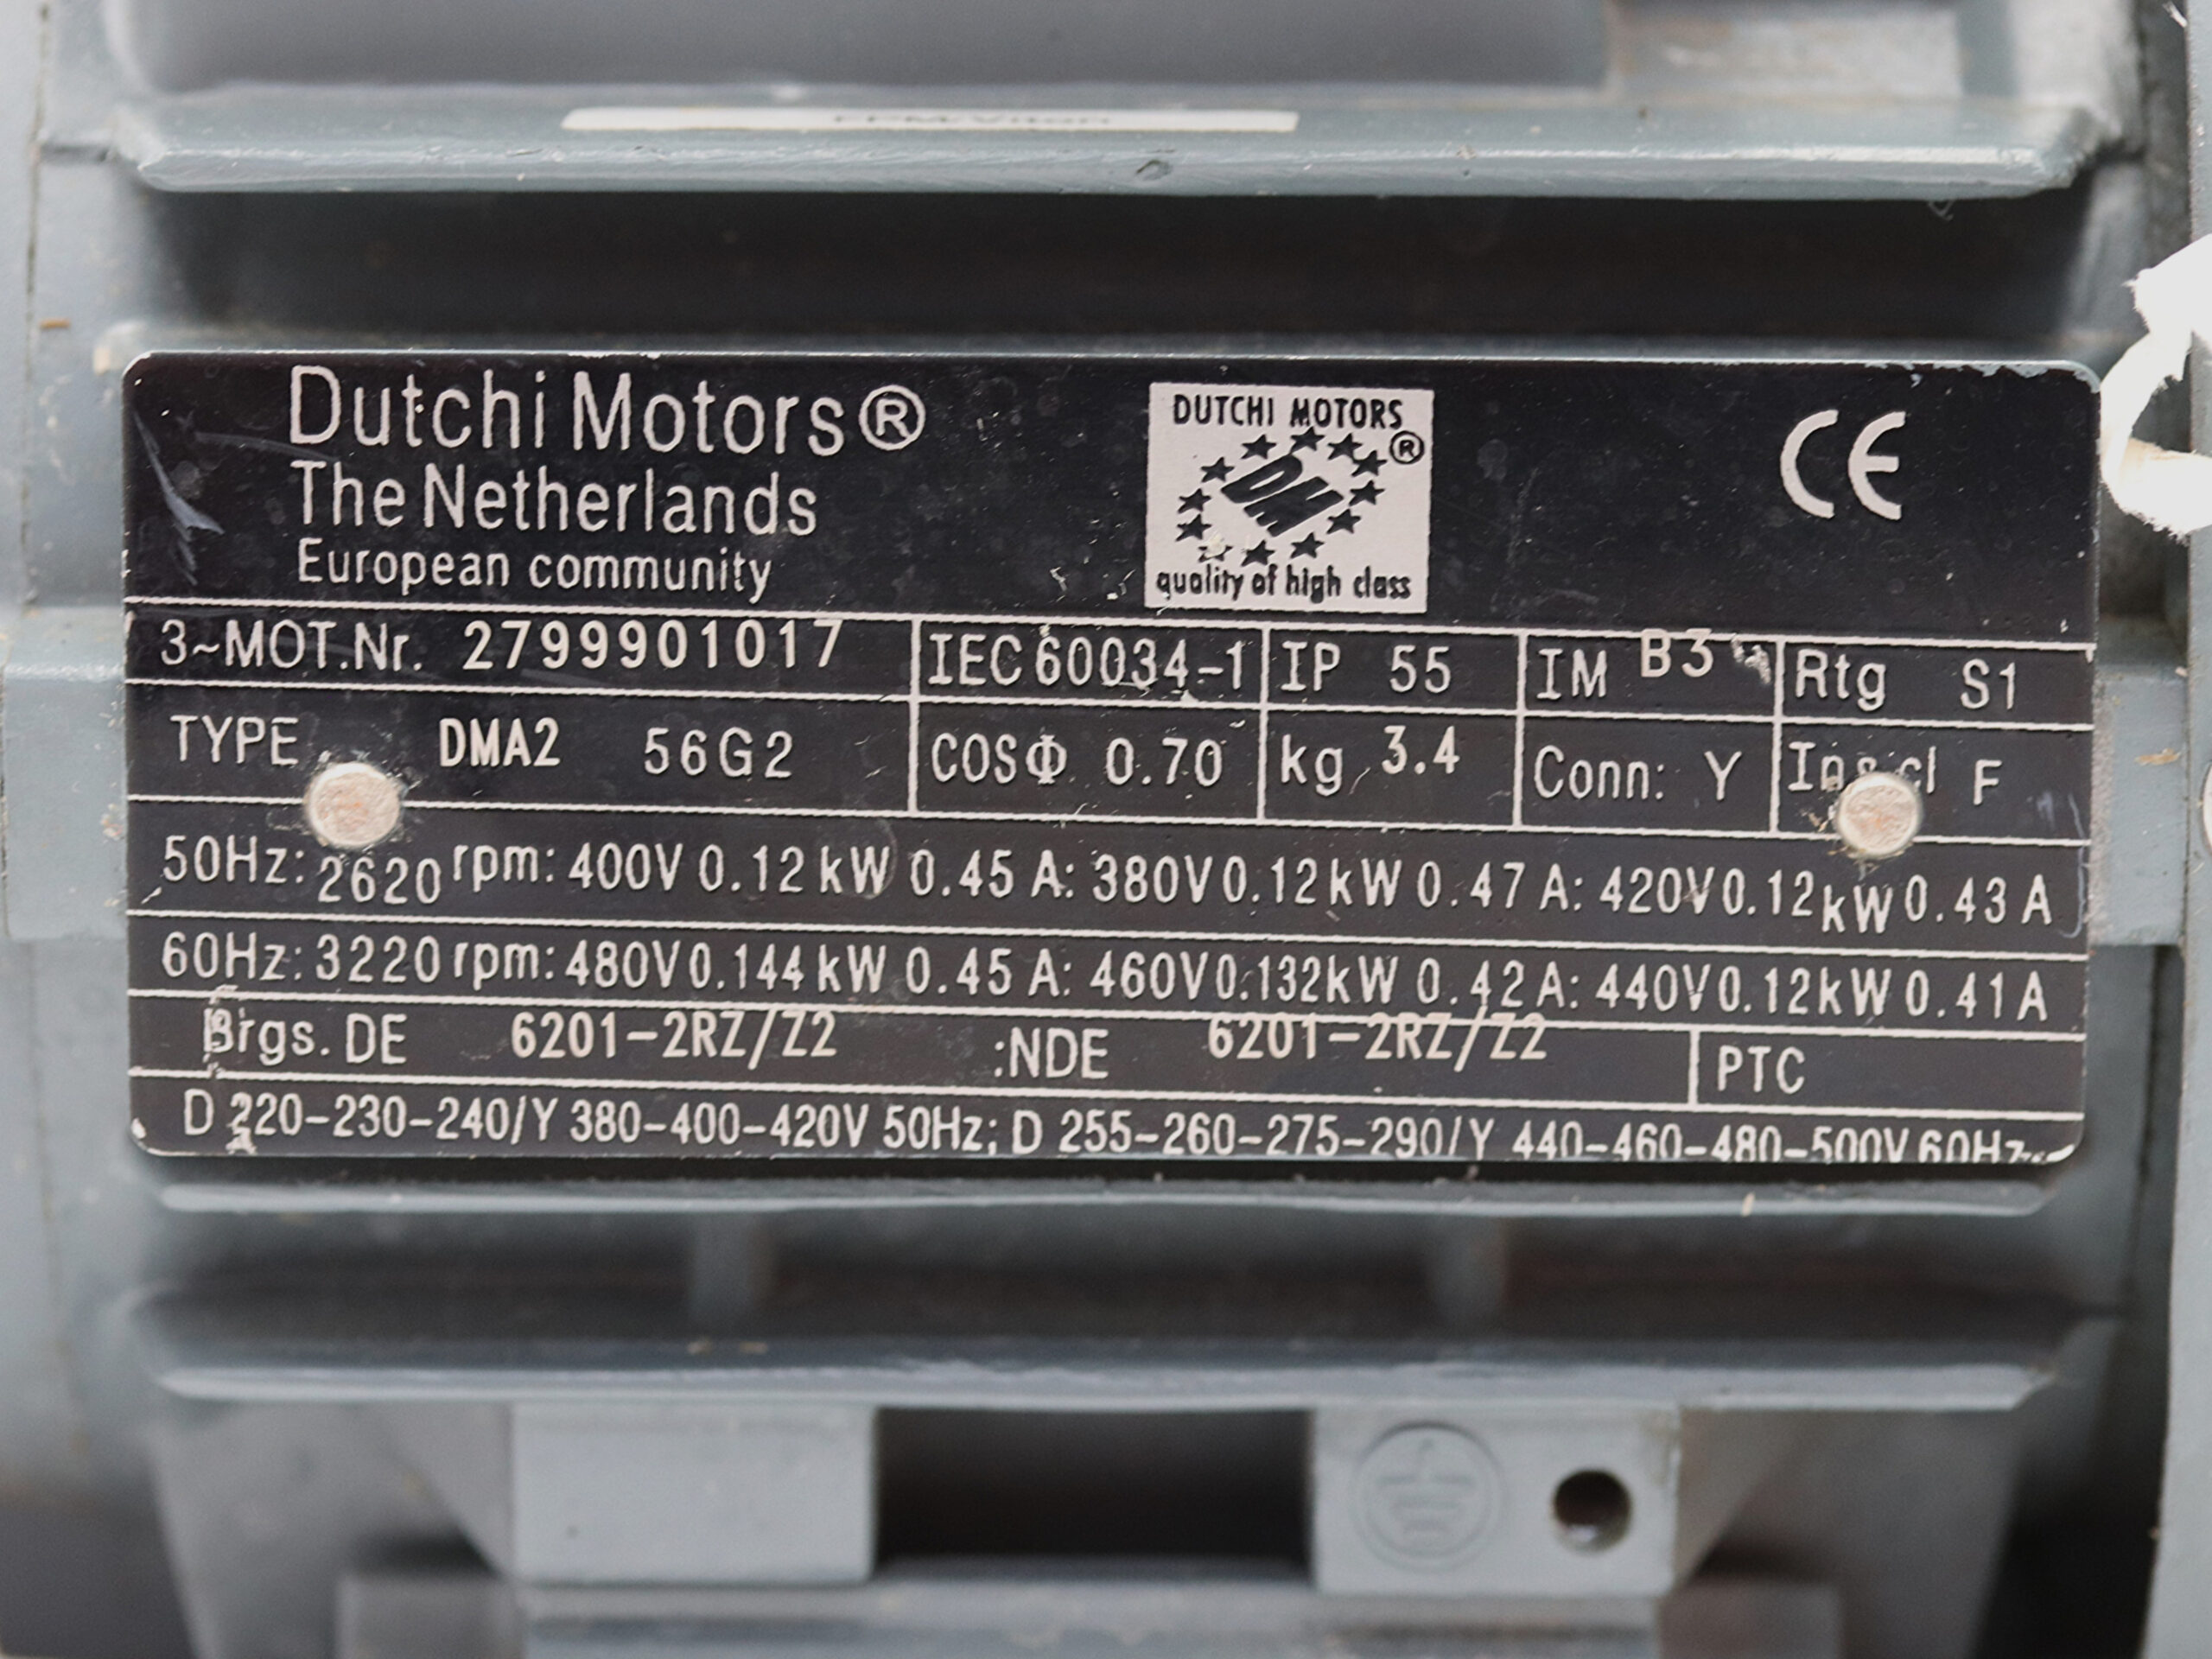 Dutchi Motors®
The Netherlands
European community
DUTCHI MOTORS
®
DM
quality of high class
CE
3~MOT.Nr. 2799901017 IEC 60034-1 IP 55 IM B3 Rtg S1
TYPE DMA2 56G2 COSΦ 0.70 kg 3.4 Conn: Y Ins cl F
50Hz: 2620 rpm: 400V 0.12 kW 0.45 A: 380V 0.12 kW 0.47 A: 420V 0.12 kW 0.43 A
60Hz: 3220 rpm: 480V 0.144 kW 0.45 A: 460V 0.132 kW 0.42 A: 440V 0.12 kW 0.41 A
Brgs. DE 6201-2RZ/Z2 :NDE 6201-2RZ/Z2 PTC
D 220-230-240/Y 380-400-420V 50Hz; D 255-260-275-290/Y 440-460-480-500V 60Hz